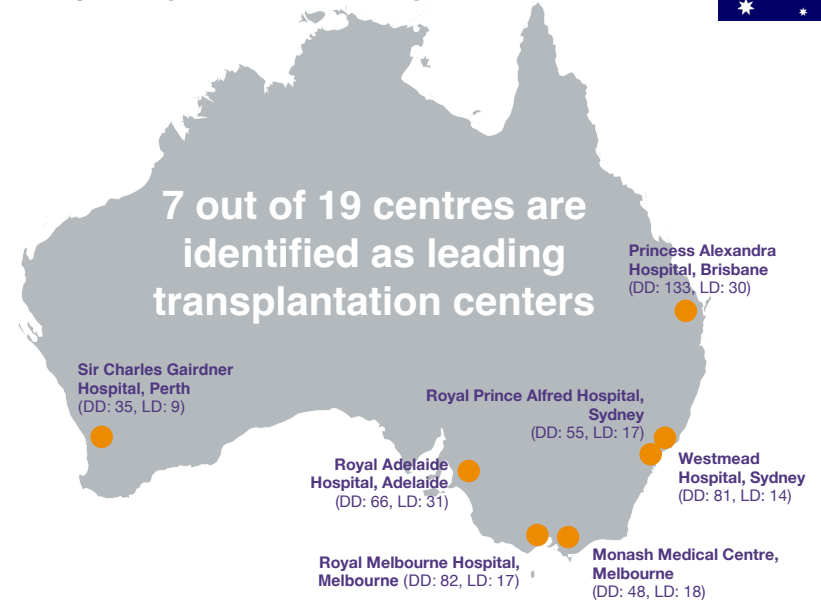 7 out of 19 centres are
identified as leading
transplantation centers
Princess Alexandra
Hospital, Brisbane
(DD: 133, LD: 30)
Sir Charles Gairdner
Hospital, Perth
(DD: 35, LD: 9)
Royal Prince Alfred Hospital,
Sydney
(DD: 55, LD: 17)
Westmead
Hospital, Sydney
(DD: 81, LD: 14)
Royal Adelaide
Hospital, Adelaide
(DD: 66, LD: 31)
Royal Melbourne Hospital,
Melbourne (DD: 82, LD: 17)
Monash Medical Centre,
Melbourne
(DD: 48, LD: 18)